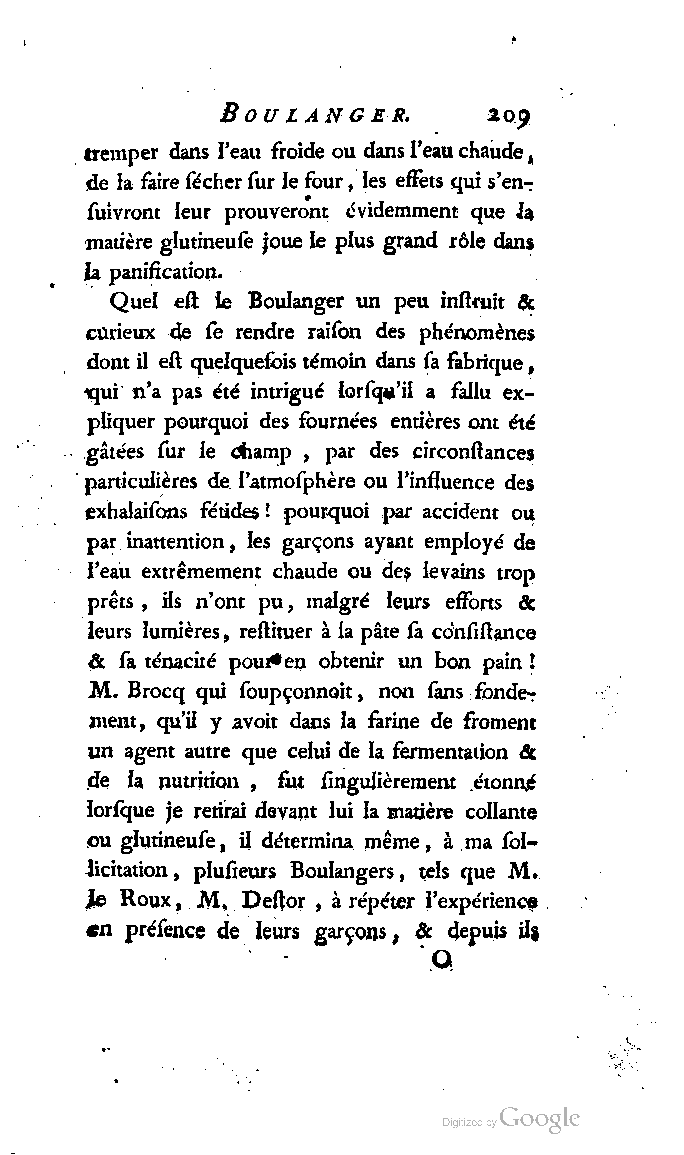 BOULANGER. 209
tremper dans l'eau froide ou dans l'eau chaude,
de la faire ſécher ſur le four, les effets qui s'en-
ſuivront leur prouveront évidemment que la
matière glutineuſe joue le plus grand rôle dans
la panification.
Quel eſt le Boulanger un peu inſtruit &
curieux de ſe rendre raiſon des phénomènes
dont il eſt quelquefois témoin dans ſa fabrique,
qui n'a pas été intrigué lorſqu'il a fallu ex-
pliquer pourquoi des fournées entières ont été
gâtées ſur le champ, par des circonſtances
particulières de l'atmoſphère ou l'influence des
exhalaiſons fétides! pourquoi par accident ou
par inattention, les garçons ayant employé de
l'eau extrêmement chaude ou des levains trop
prêts, ils n'ont pu, malgré leurs efforts &
leurs lumières, reſtituer à la pâte ſa conſiſtance
& ſa ténacité pour en obtenir un bon pain!
M. Brocq qui ſoupçonnoit, non ſans fonde-
ment, qu'il y avoit dans la farine de froment
un agent autre que celui de la fermentation &
de la nutrition, fut ſingulièrement étonné
lorſque je retirai devant lui la matière collante
ou glutineuſe, il détermina même, à ma ſol-
licitation, pluſieurs Boulangers, tels que M.
le Roux, M. Deſtor, à répéter l'expérience
en préſence de leurs garçons, & depuis ils
O
Digitized by Google